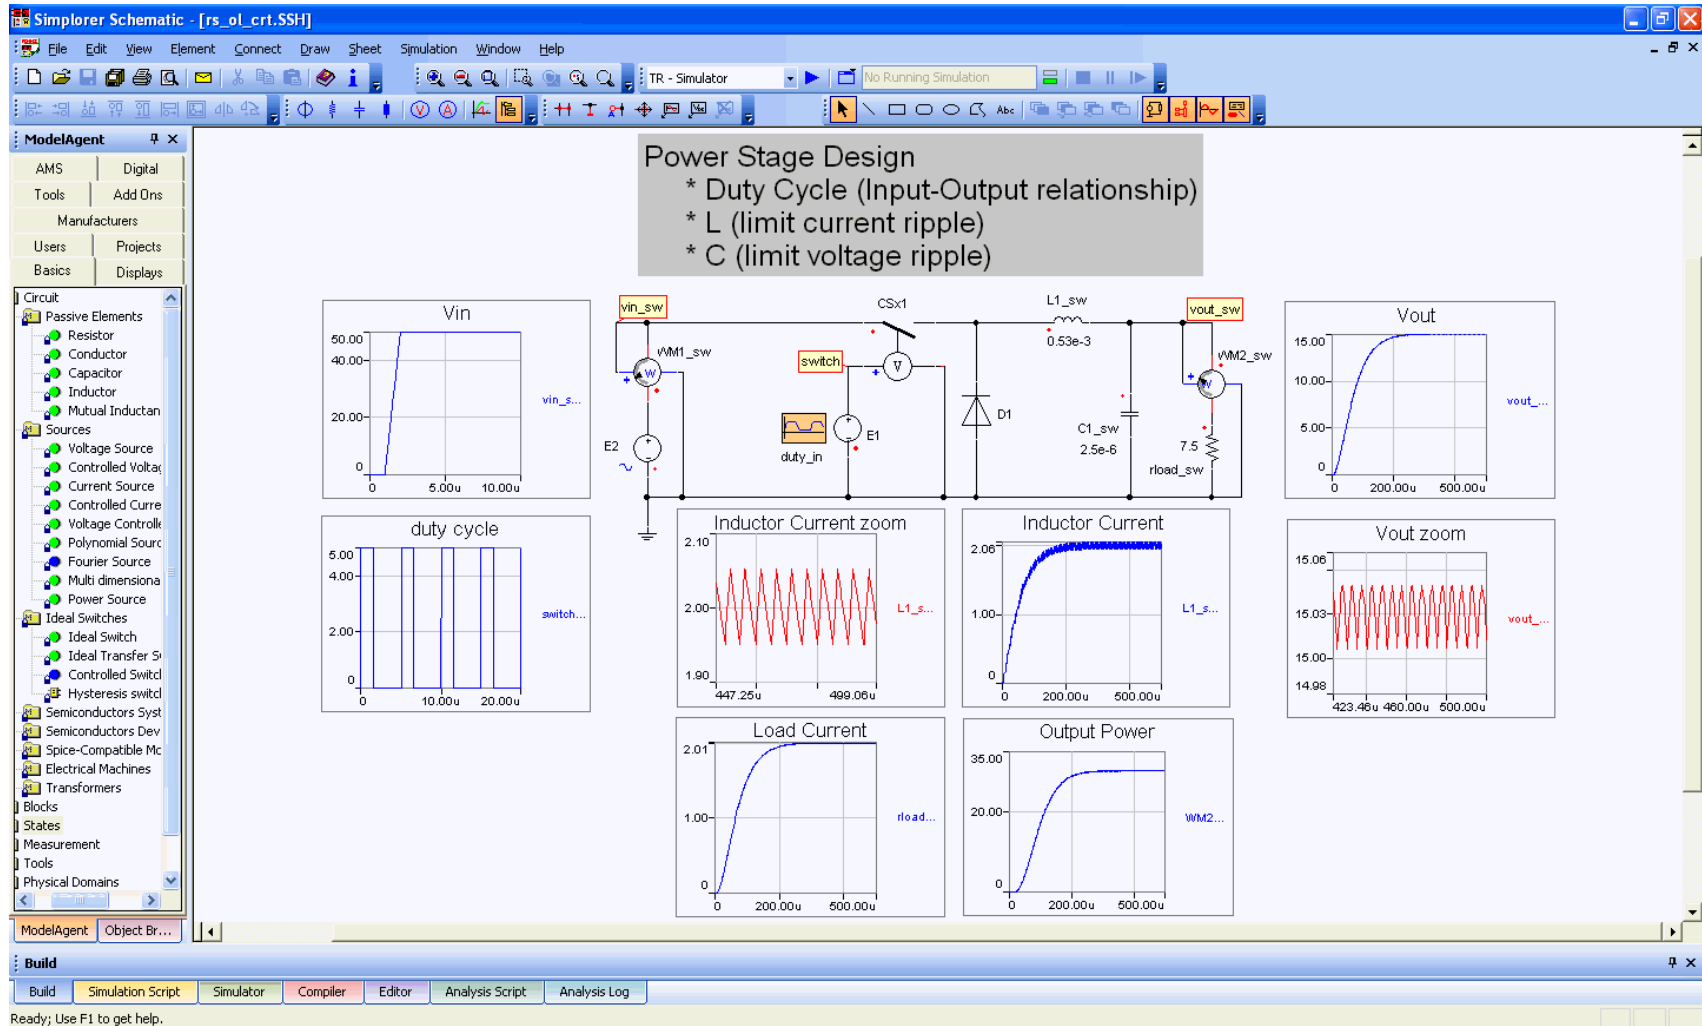 Simplorer Schematic - [rs_ol_crt.SSH]
File Edit View Element Connect Draw Sheet Simulation Window Help
TR - Simulator
No Running Simulation
Abc
ModelAgent
AMS Digital
Tools Add Ons
Manufacturers
Users Projects
Basics Displays
Circuit
Passive Elements
Resistor
Conductor
Capacitor
Inductor
Mutual Inductan
Sources
Voltage Source
Controlled Voltag
Current Source
Controlled Curre
Voltage Controlle
Polynomial Sourc
Fourier Source
Multi dimensiona
Power Source
Ideal Switches
Ideal Switch
Ideal Transfer S
Controlled Switcl
Hysteresis switcl
Semiconductors Syst
Semiconductors Dev
Spice-Compatible Mc
Electrical Machines
Transformers
Blocks
States
Measurement
Tools
Physical Domains
ModelAgent Object Br...
Power Stage Design
* Duty Cycle (Input-Output relationship)
* L (limit current ripple)
* C (limit voltage ripple)
Vin
50.00
40.00
20.00
0
0 5.00u 10.00u
vin_s...
duty cycle
5.00
4.00
2.00
0
0 10.00u 20.00u
switch...
vin_sw
WM1_sw
W
E2
CSx1
switch
V
E1
duty_in
D1
L1_sw
0.53e-3
C1_sw
2.5e-6
vout_sw
WM2_sw
W
7.5
rload_sw
Vout
15.00
10.00
5.00
0
0 200.00u 500.00u
vout_...
Inductor Current zoom
2.10
2.00
1.90
447.25u 499.06u
L1_s...
Inductor Current
2.06
1.00
0
0 200.00u 500.00u
L1_s...
Vout zoom
15.06
15.03
15.00
14.98
423.46u 460.00u 500.00u
vout_...
Load Current
2.01
1.00
0
0 200.00u 500.00u
rload...
Output Power
35.00
20.00
0
0 200.00u 500.00u
WM2...
Build
Build Simulation Script Simulator Compiler Editor Analysis Script Analysis Log
Ready; Use F1 to get help.